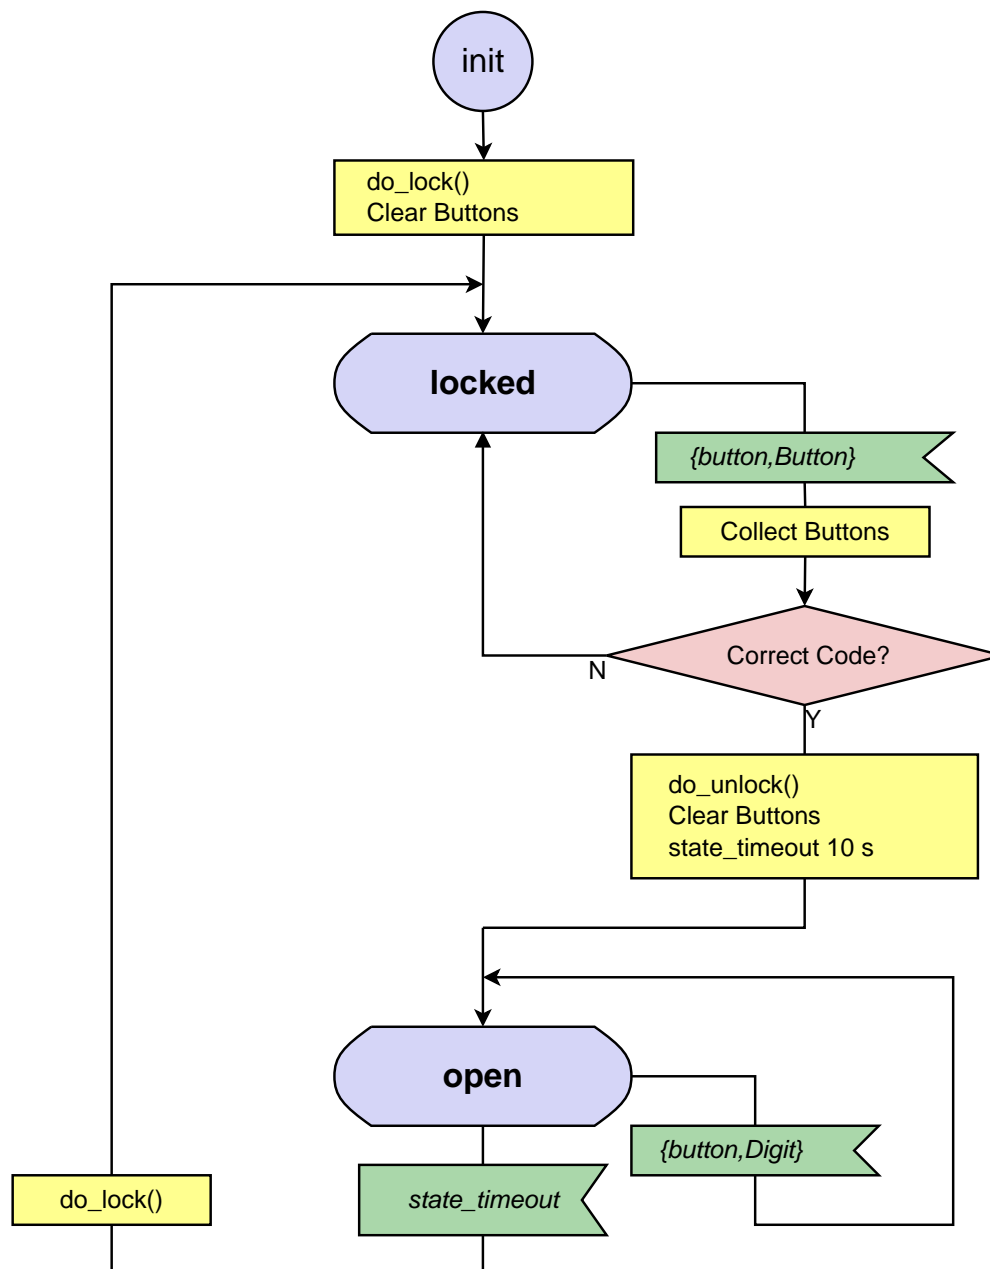 init
do_lock()
Clear Buttons
locked
{button,Button}
Collect Buttons
Correct Code?
N
Y
do_unlock()
Clear Buttons
state_timeout 10 s
open
{button,Digit}
do_lock()
state_timeout